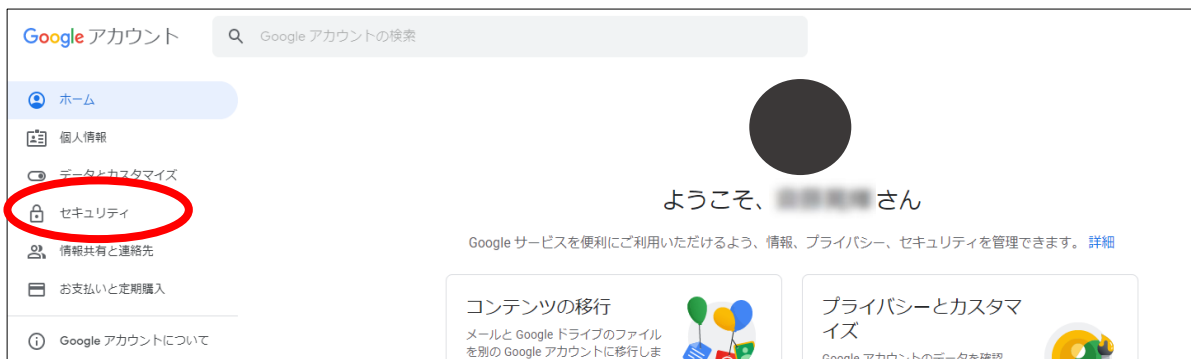 Google アカウント
Google アカウントの検索
ホーム
個人情報
データとカスタマイズ
セキュリティ
情報共有と連絡先
お支払いと定期購入
Google アカウントについて
ようこそ、 さん
Google サービスを便利にご利用いただけるよう、情報、プライバシー、セキュリティを管理できます。 詳細
コンテンツの移行
メールと Google ドライブのファイル
を別の Google アカウントに移行しま
プライバシーとカスタマ
イズ
Google アカウントのデータを確認